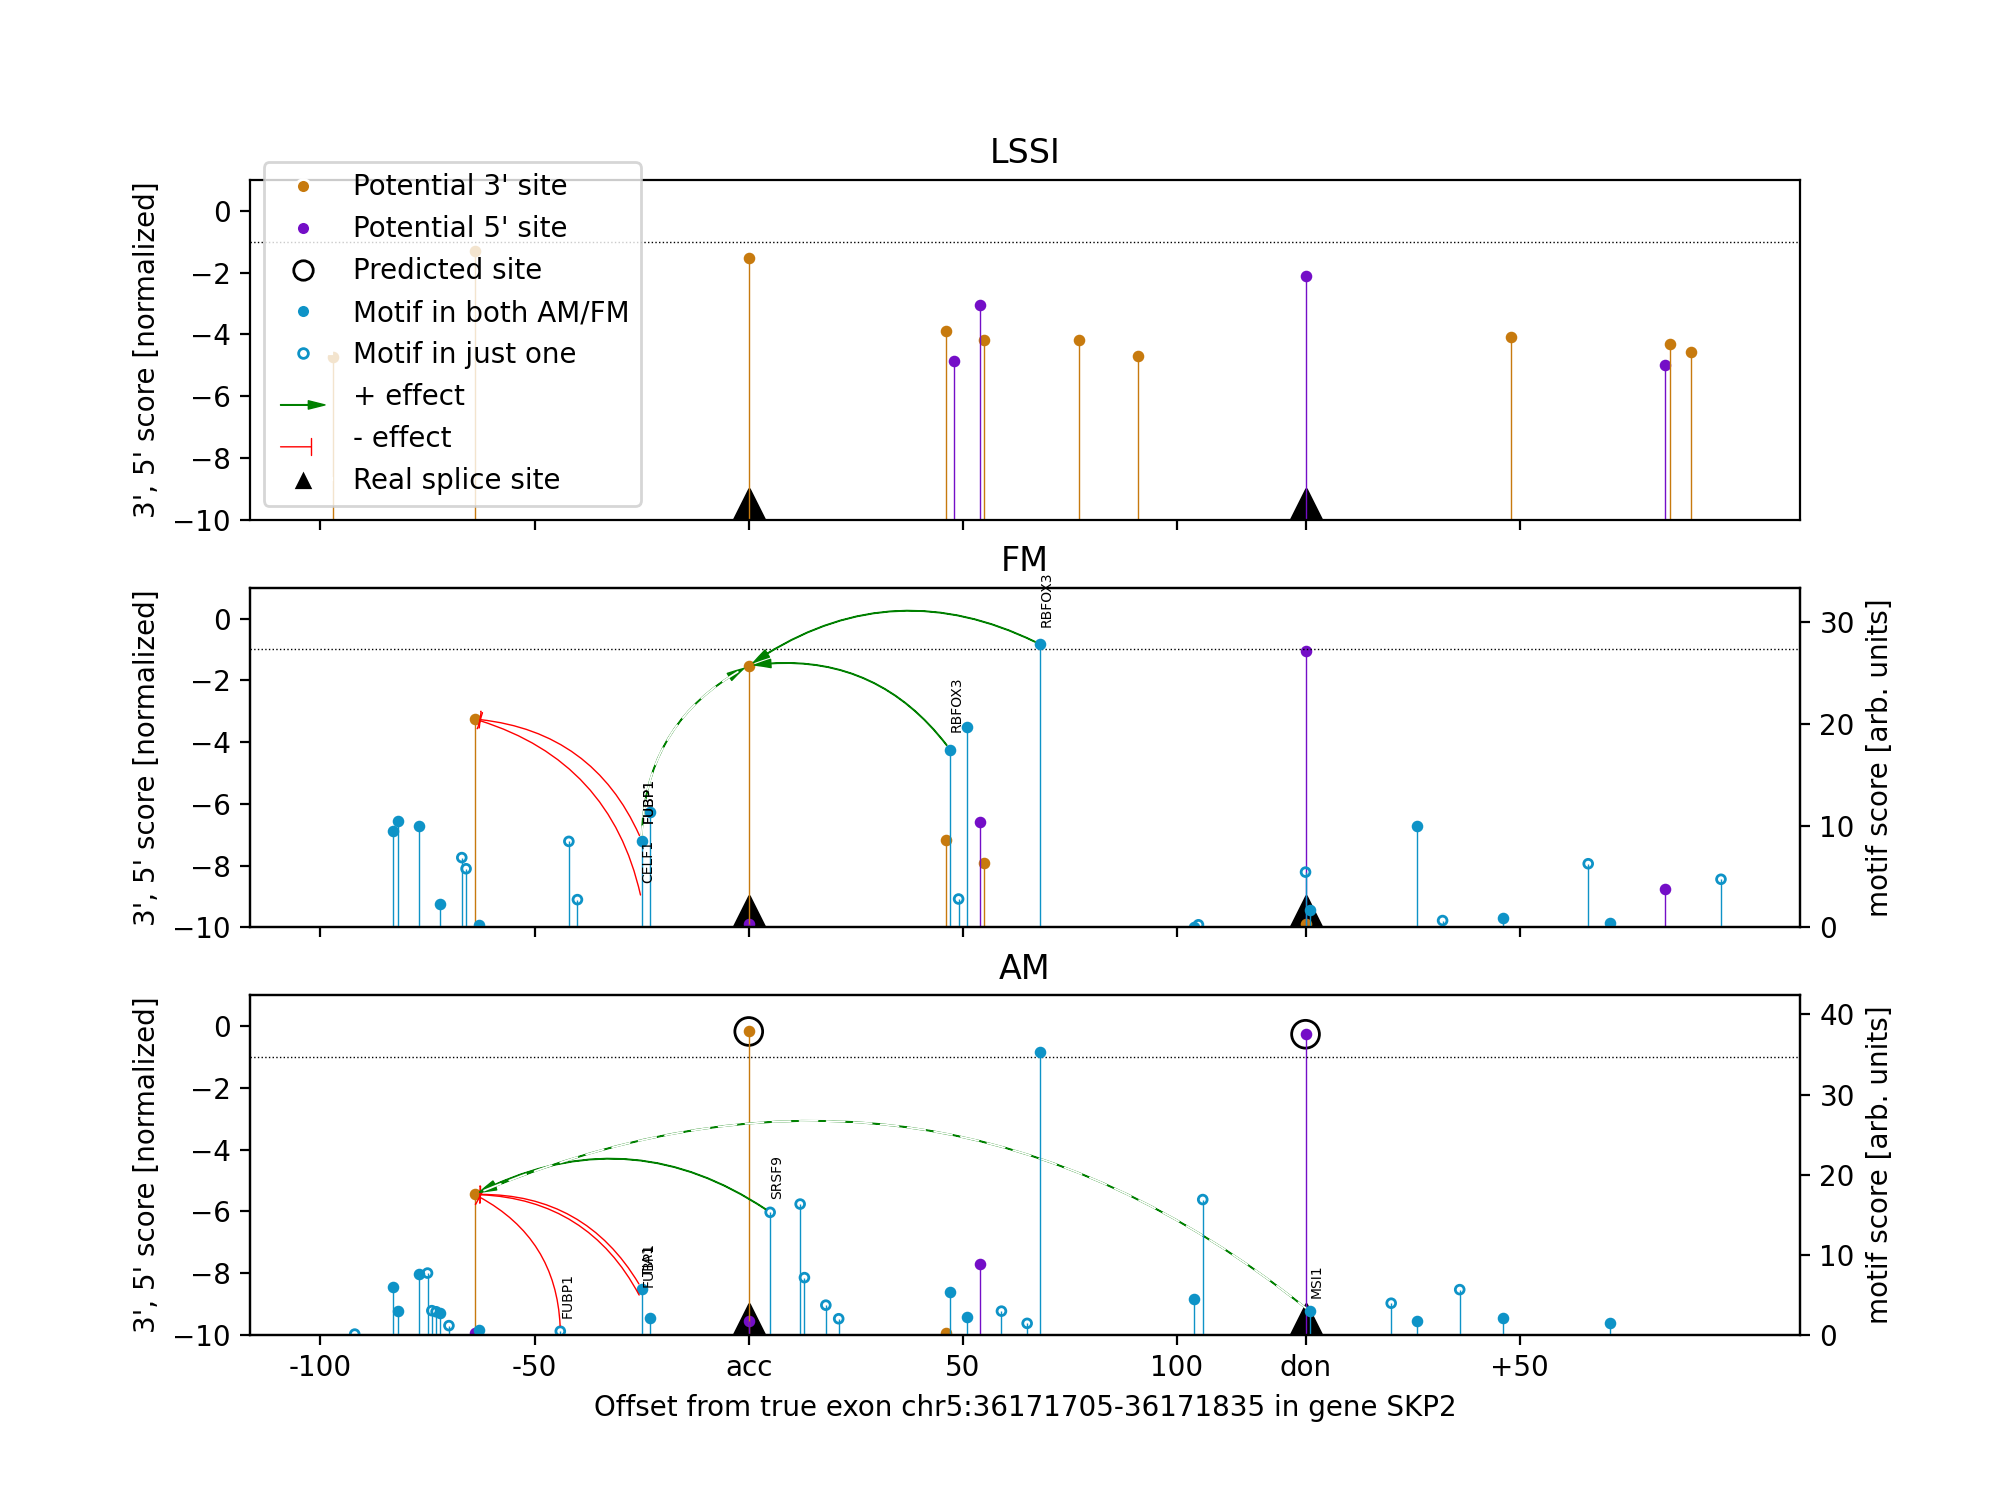 LSSI
3', 5' score [normalized]
0
−2
−4
−6
−8
−10
Potential 3' site
Potential 5' site
Predicted site
Motif in both AM/FM
Motif in just one
+ effect
- effect
Real splice site
FM
3', 5' score [normalized]
0
−2
−4
−6
−8
−10
RBFOX3
RBFOX3
FUBP1
CELF1
30
20
10
0
motif score [arb. units]
AM
3', 5' score [normalized]
0
−2
−4
−6
−8
−10
SRSF9
FUBP1
FUBP1
MSI1
40
30
20
10
0
motif score [arb. units]
-100
-50
acc
50
100
don
+50
Offset from true exon chr5:36171705-36171835 in gene SKP2